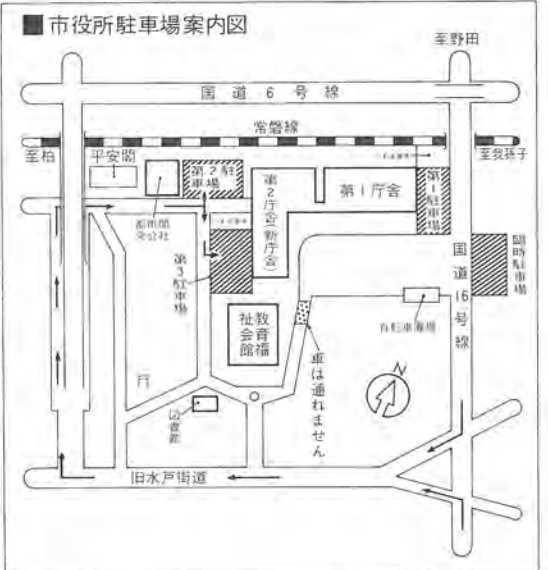 ■市役所駐車場案内図
至野田
国道6号線
常磐線
至柏
平安閣
至我孫子
第2駐車場
第2庁舎(新庁舎)
第1庁舎
第1駐車場
臨時駐車場
国道16号線
第3駐車場
教育福祉会館
自転車置場
車は通れません
N
図書館
旧水戸街道